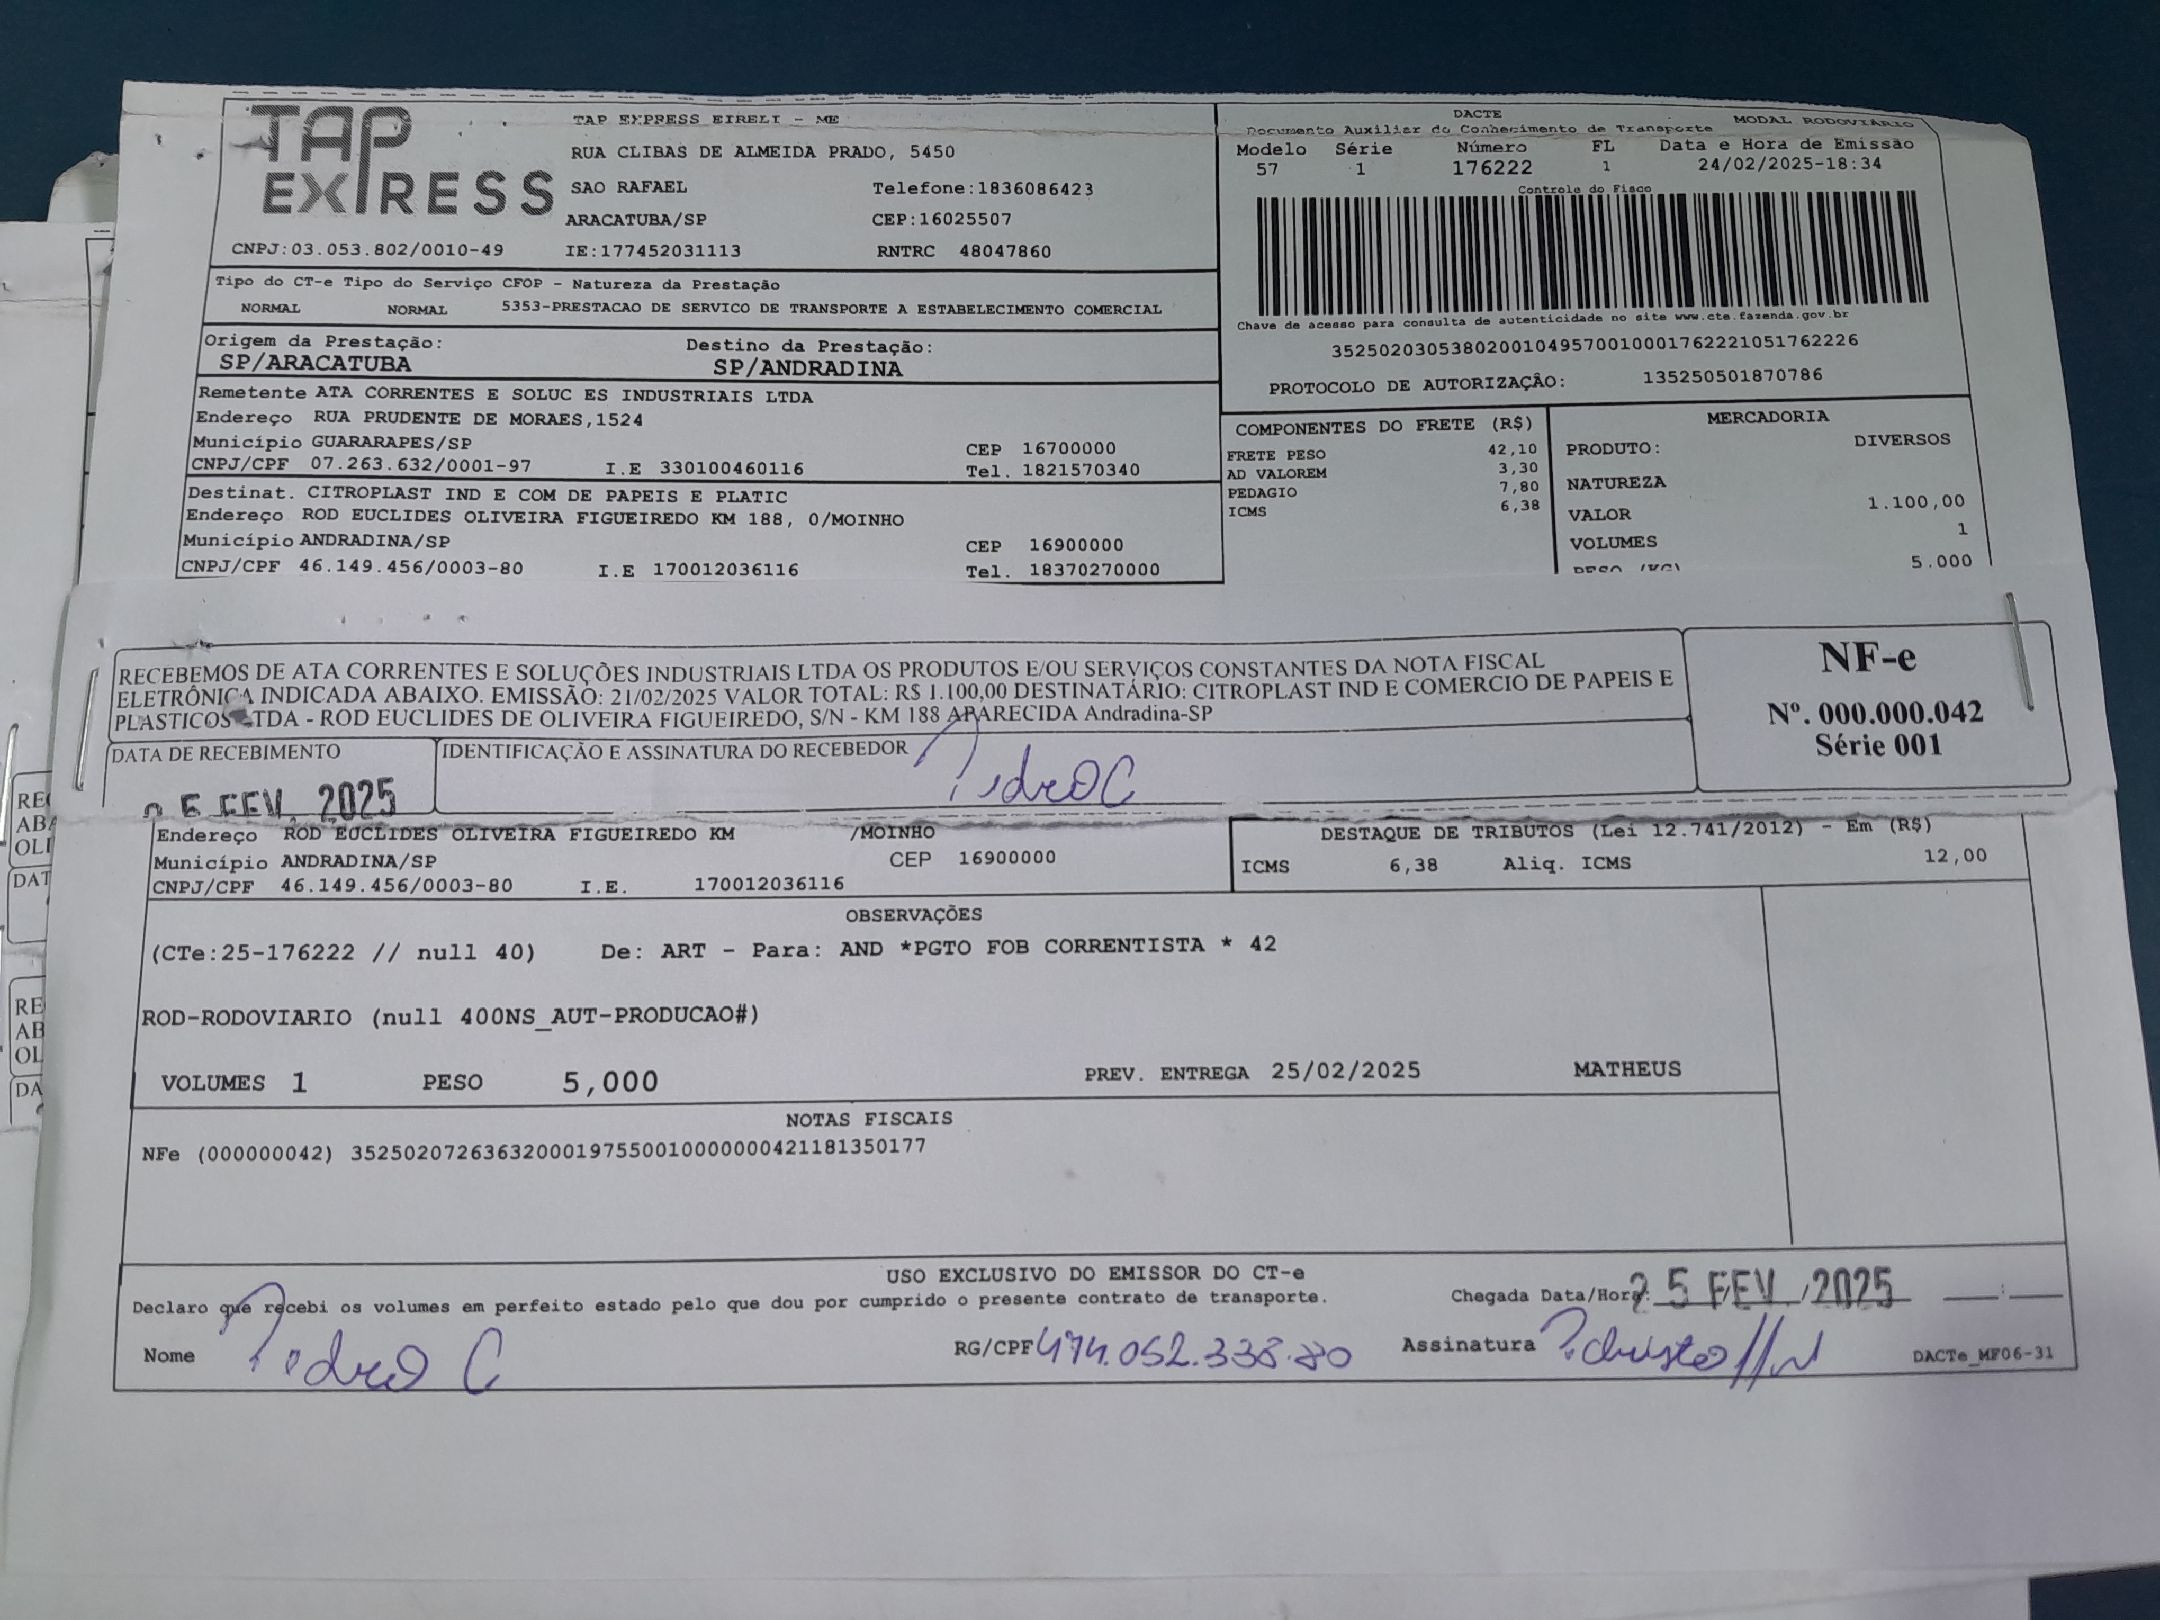 TAP EXPRESS
TAP EXPRESS EIRELI - ME
RUA CLIBAS DE ALMEIDA PRADO, 5450
SAO RAFAEL Telefone:1836086423
ARACATUBA/SP CEP:16025507
CNPJ:03.053.802/0010-49 IE:177452031113 RNTRC 48047860
DACTE
Documento Auxiliar do Conhecimento de Transporte MODAL RODOVIÁRIO
Modelo Série Número FL Data e Hora de Emissão
57 1 176222 1 24/02/2025-18:34
Controle do Fisco
Chave de acesso para consulta de autenticidade no site www.cte.fazenda.gov.br
35250203053802001049570010001762221051762226
PROTOCOLO DE AUTORIZAÇÃO: 135250501870786
Tipo do CT-e Tipo do Serviço CFOP - Natureza da Prestação
NORMAL NORMAL 5353-PRESTACAO DE SERVICO DE TRANSPORTE A ESTABELECIMENTO COMERCIAL
Origem da Prestação: Destino da Prestação:
SP/ARACATUBA SP/ANDRADINA
Remetente ATA CORRENTES E SOLUC ES INDUSTRIAIS LTDA
Endereço RUA PRUDENTE DE MORAES,1524
Município GUARARAPES/SP CEP 16700000
CNPJ/CPF 07.263.632/0001-97 I.E 330100460116 Tel. 1821570340
Destinat. CITROPLAST IND E COM DE PAPEIS E PLATIC
Endereço ROD EUCLIDES OLIVEIRA FIGUEIREDO KM 188, 0/MOINHO
Município ANDRADINA/SP CEP 16900000
CNPJ/CPF 46.149.456/0003-80 I.E 170012036116 Tel. 18370270000
COMPONENTES DO FRETE (R$)
FRETE PESO 42,10
AD VALOREM 3,30
PEDAGIO 7,80
ICMS 6,38
MERCADORIA
PRODUTO: DIVERSOS
NATUREZA
VALOR 1.100,00
VOLUMES 1
PESO (KG) 5.000
RECEBEMOS DE ATA CORRENTES E SOLUÇÕES INDUSTRIAIS LTDA OS PRODUTOS E/OU SERVIÇOS CONSTANTES DA NOTA FISCAL
ELETRÔNICA INDICADA ABAIXO. EMISSÃO: 21/02/2025 VALOR TOTAL: R$ 1.100,00 DESTINATÁRIO: CITROPLAST IND E COMERCIO DE PAPEIS E
PLASTICOS LTDA - ROD EUCLIDES DE OLIVEIRA FIGUEIREDO, S/N - KM 188 APARECIDA Andradina-SP
DATA DE RECEBIMENTO IDENTIFICAÇÃO E ASSINATURA DO RECEBEDOR
25 FEV. 2025 Pedro C
NF-e
Nº. 000.000.042
Série 001
Endereço ROD EUCLIDES OLIVEIRA FIGUEIREDO KM /MOINHO
Município ANDRADINA/SP CEP 16900000
CNPJ/CPF 46.149.456/0003-80 I.E. 170012036116
DESTAQUE DE TRIBUTOS (Lei 12.741/2012) - Em (R$)
ICMS 6,38 Aliq. ICMS 12,00
OBSERVAÇÕES
(CTe:25-176222 // null 40) De: ART - Para: AND *PGTO FOB CORRENTISTA * 42
ROD-RODOVIARIO (null 400NS_AUT-PRODUCAO#)
VOLUMES 1 PESO 5,000 PREV. ENTREGA 25/02/2025 MATHEUS
NOTAS FISCAIS
NFe (000000042) 35250207263632000197550010000000421181350177
USO EXCLUSIVO DO EMISSOR DO CT-e
Declaro que recebi os volumes em perfeito estado pelo que dou por cumprido o presente contrato de transporte.
Chegada Data/Hora: 25 FEV. 2025
Nome Pedro C RG/CPF 474.052.338-80 Assinatura
DACTe_MF06-31